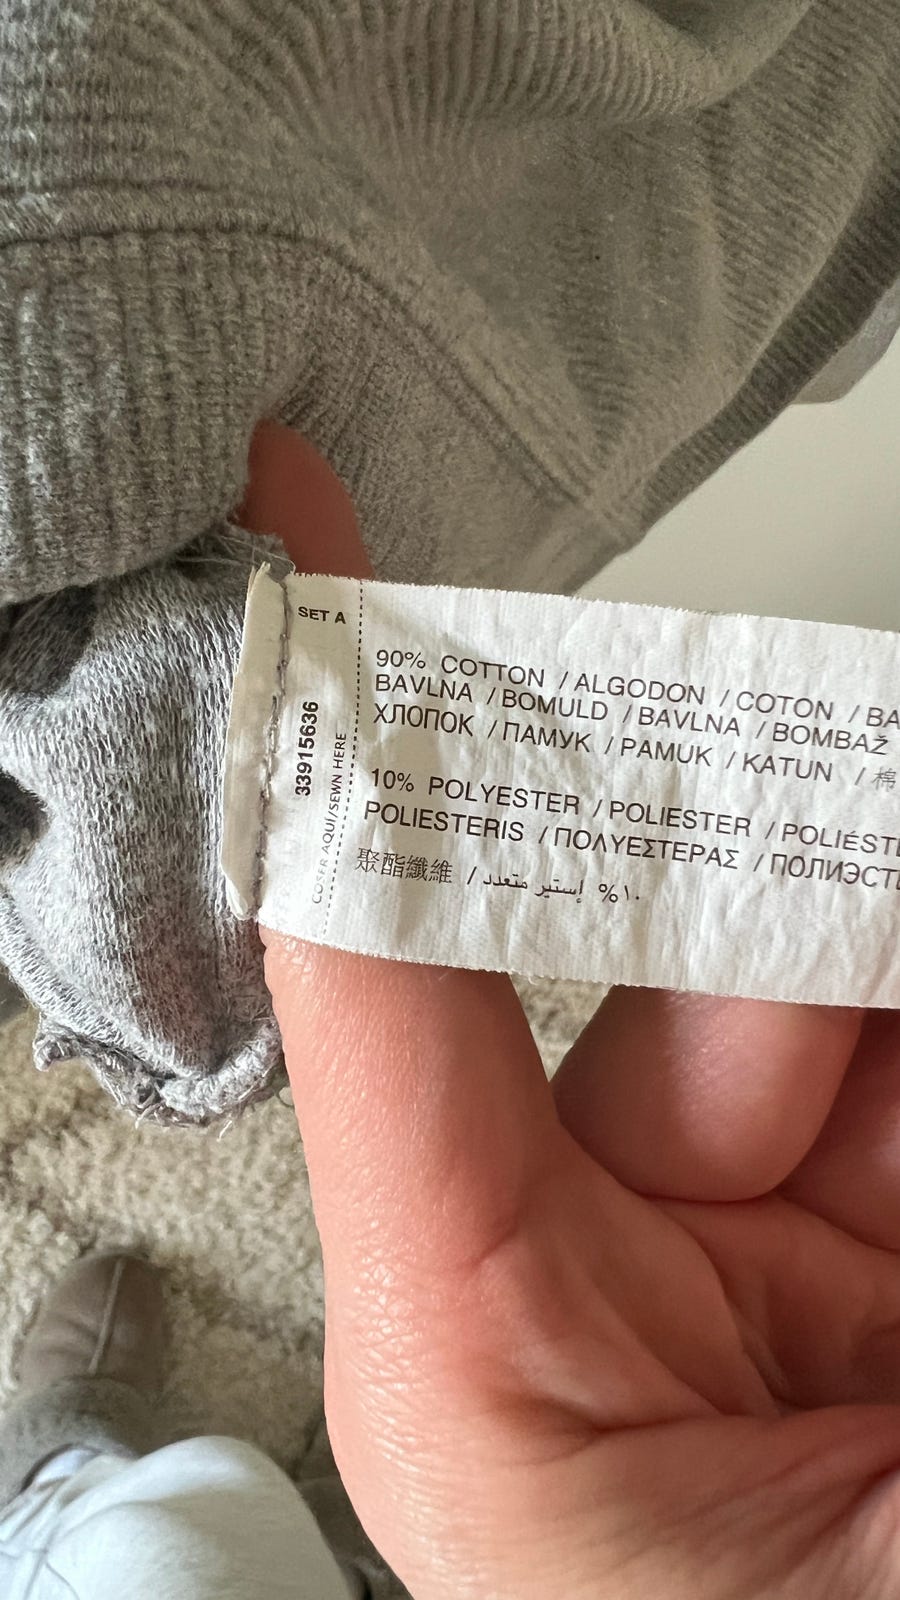 SET A
33915636
COSER AQUI/SEWN HERE
90% COTTON / ALGODON / COTON / BA
BAVLNA / BOMULD / BAVLNA / BOMBAŽ
ХЛОПОК / ПАМУК / PAMUK / KATUN / 棉
10% POLYESTER / POLIESTER / POLIÉST
POLIESTERIS / ΠΟΛΥΕΣΤΕΡΑΣ / ПОЛИЭСТ
聚酯纖維 / ١٠% إستير متعدد